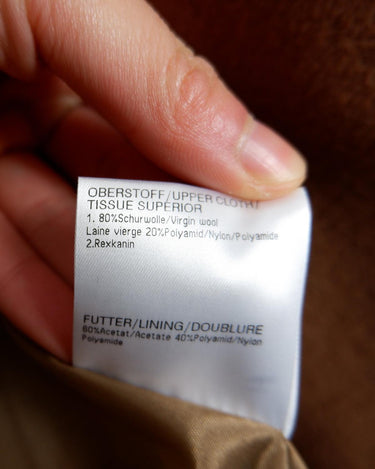 OBERSTOFF/UPPER CLOTH/
TISSUE SUPERIOR
1. 80%Schurwolle/Virgin wool
Laine vierge 20%Polyamid/Nylon/Polyamide
2.Rexkanin
FUTTER/LINING/DOUBLURE
60%Acetat/Acetate 40%Polyamid/Nylon
Polyamide